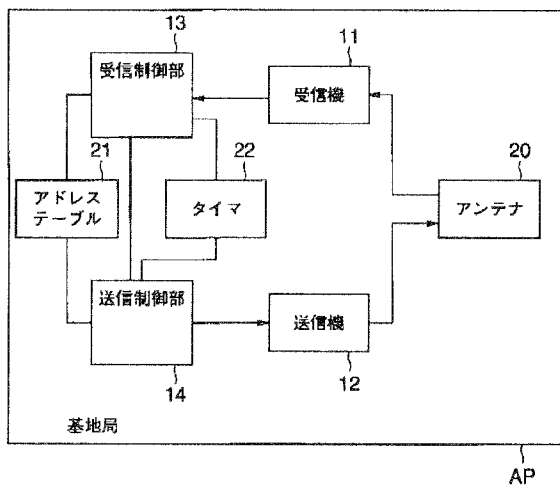 13
受信制御部
11
受信機
21
アドレス
テーブル
22
タイマ
20
アンテナ
送信制御部
14
送信機
12
基地局
AP